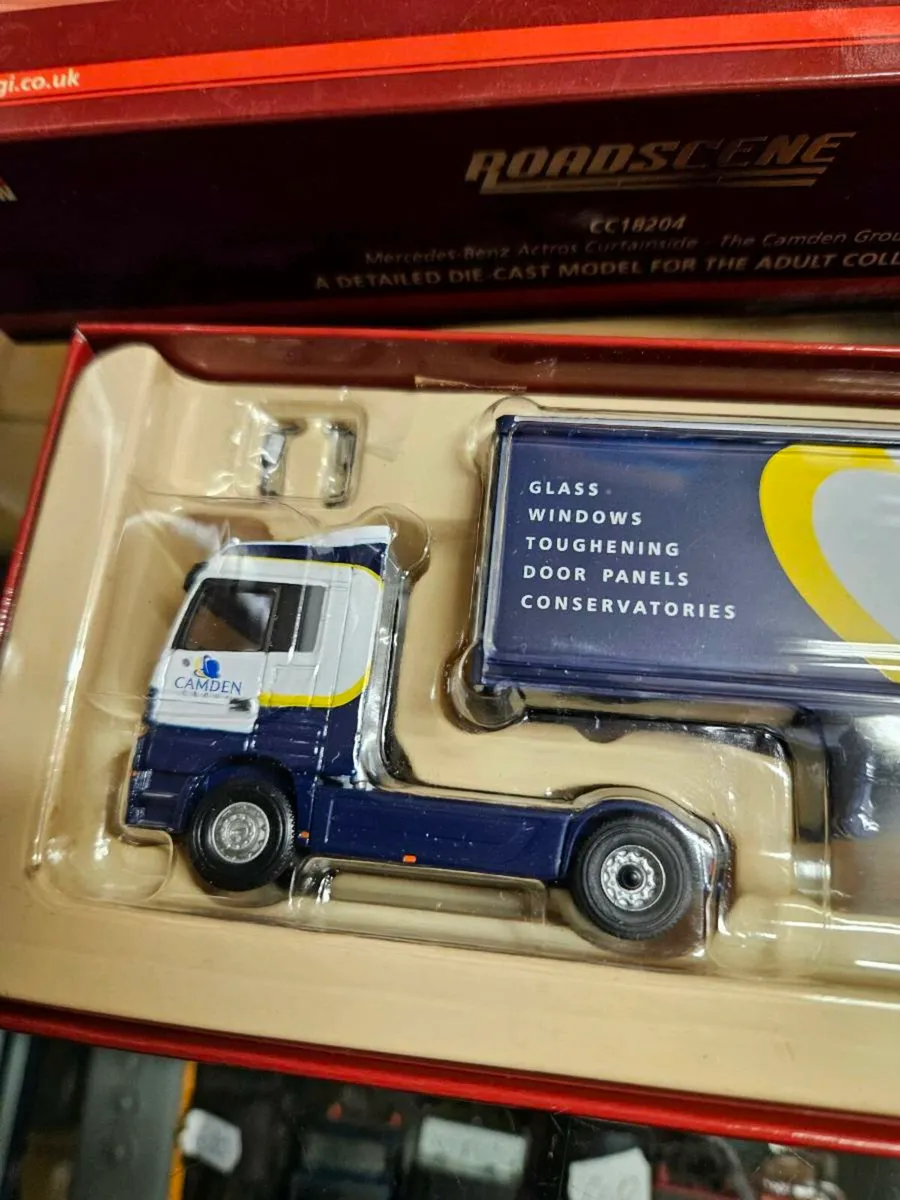 gi.co.uk
ROADSCENE
CC18204
Mercedes-Benz Actros Curtainside - The Camden Grou
A DETAILED DIE-CAST MODEL FOR THE ADULT COLL
GLASS
WINDOWS
TOUGHENING
DOOR PANELS
CONSERVATORIES
CAMDEN
GROUP